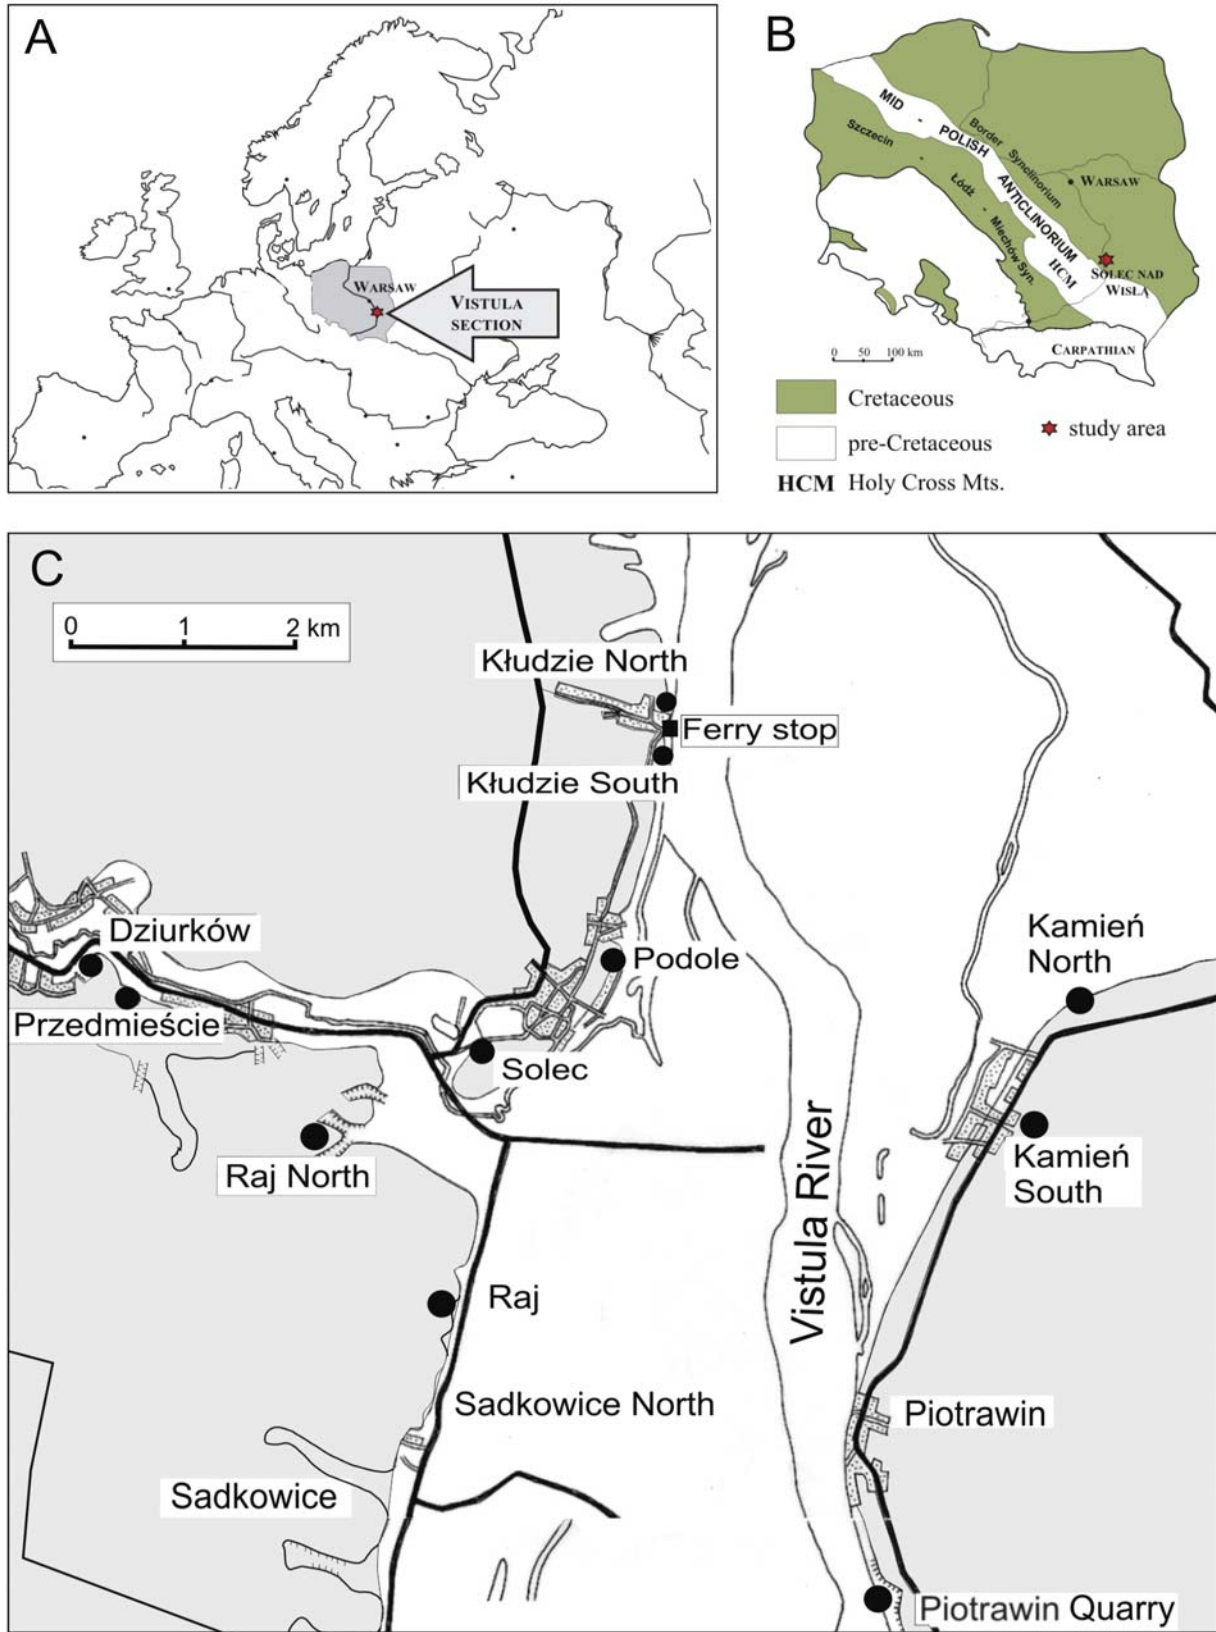 A
WARSAW
VISTULA
SECTION
B
MID - POLISH ANTICLINORIUM
Border Synclinorium
Szczecin - Łódź - Miechów Syn.
WARSAW
HCM
SOLEC NAD
WISŁĄ
CARPATHIAN
0 50 100 km
Cretaceous
pre-Cretaceous
study area
HCM Holy Cross Mts.
C
0 1 2 km
Kłudzie North
Ferry stop
Kłudzie South
Dziurków
Podole
Kamień
North
Przedmieście
Solec
Raj North
Kamień
South
Vistula River
Raj
Sadkowice North
Piotrawin
Sadkowice
Piotrawin Quarry